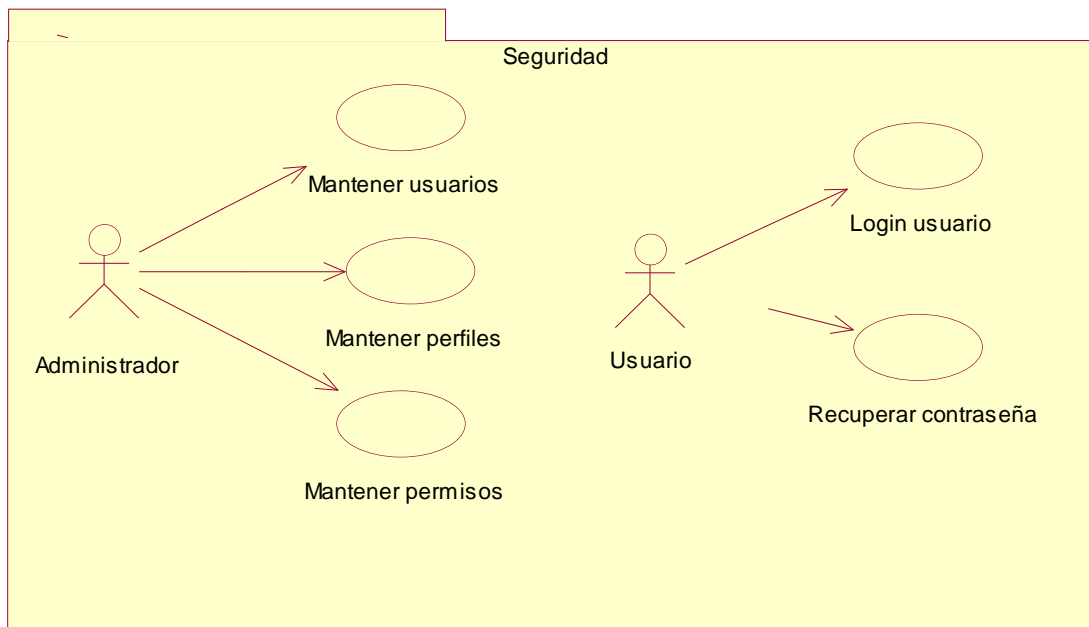 Seguridad
Mantener usuarios
Login usuario
Mantener perfiles
Administrador
Usuario
Recuperar contraseña
Mantener permisos